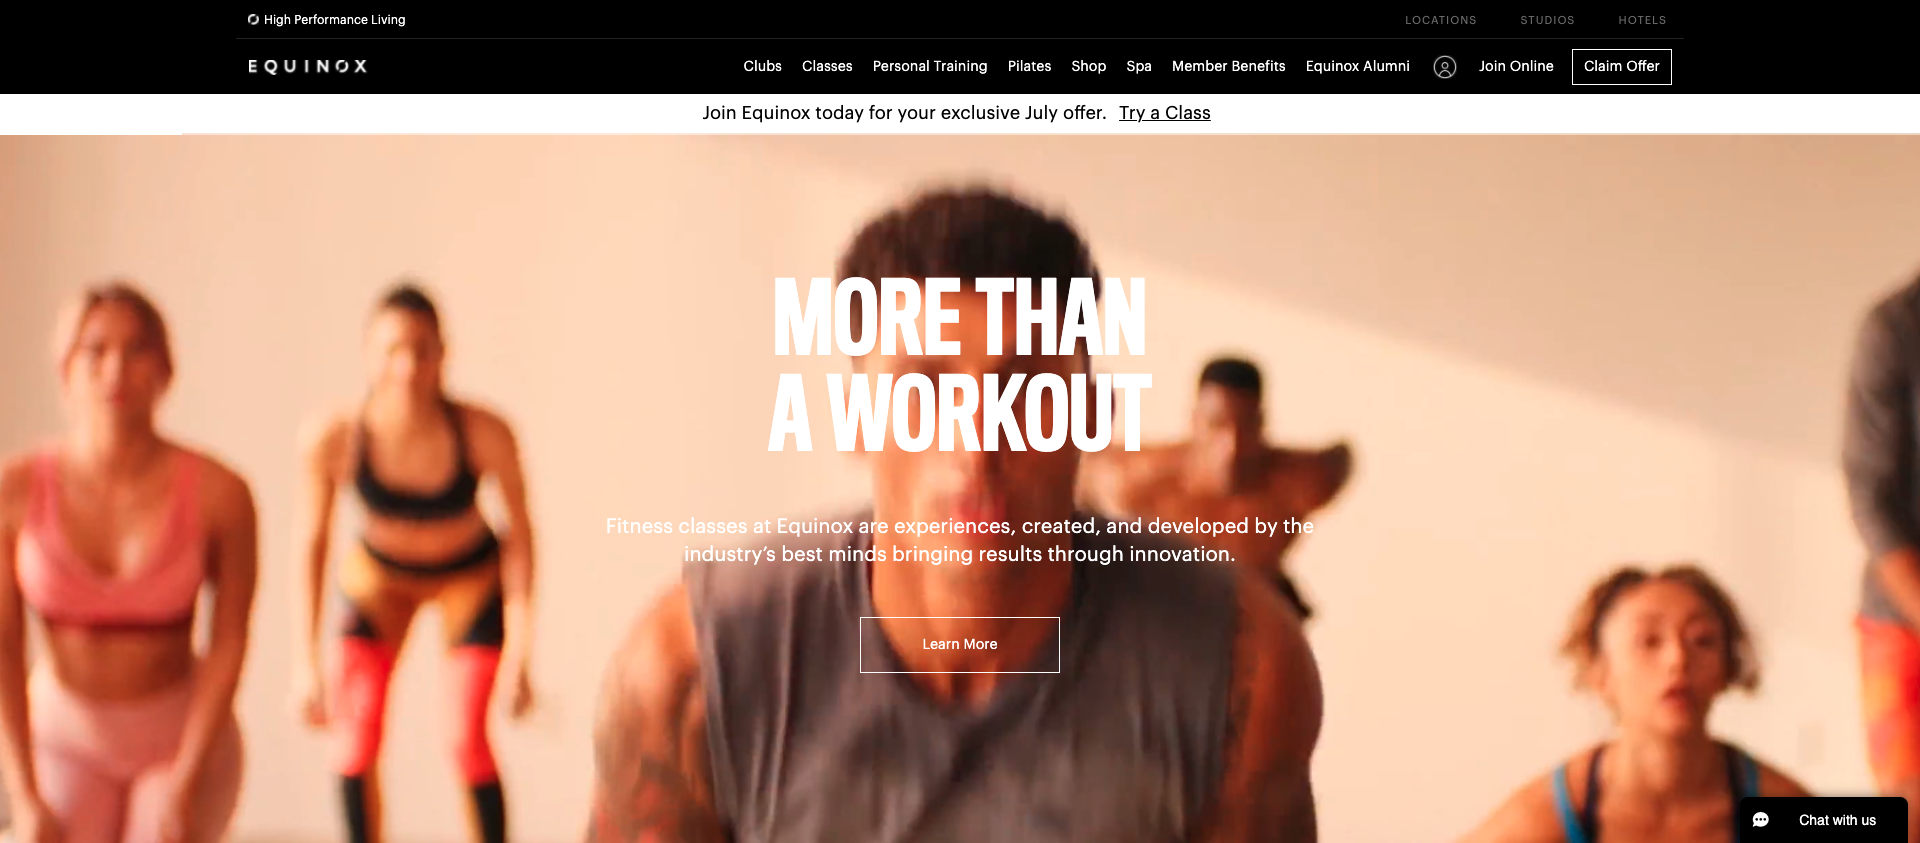 High Performance Living
LOCATIONS STUDIOS HOTELS
EQUINOX
Clubs Classes Personal Training Pilates Shop Spa Member Benefits Equinox Alumni Join Online Claim Offer
Join Equinox today for your exclusive July offer. Try a Class
MORE THAN
A WORKOUT
Fitness classes at Equinox are experiences, created, and developed by the
industry’s best minds bringing results through innovation.
Learn More
Chat with us